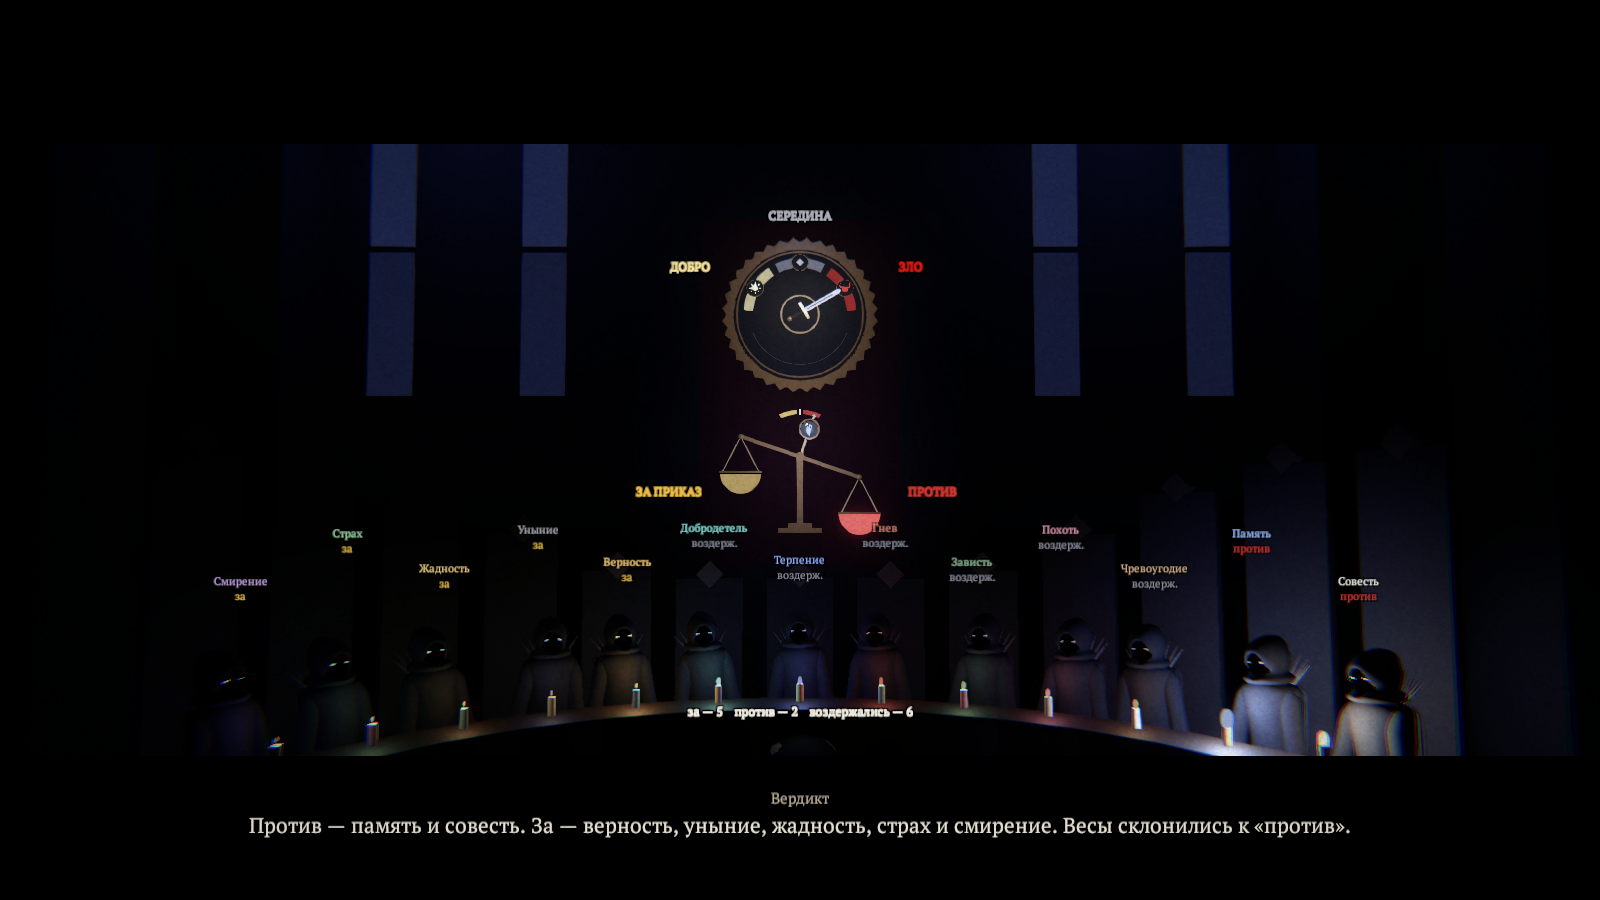 СЕРЕДИНА
ДОБРО
ЗЛО
ЗА ПРИКАЗ
ПРОТИВ
Смирение
за
Страх
за
Жадность
за
Уныние
за
Верность
за
Добродетель
воздерж.
Терпение
воздерж.
Гнев
воздерж.
Зависть
воздерж.
Похоть
воздерж.
Чревоугодие
воздерж.
Память
против
Совесть
против
за — 5 против — 2 воздержались — 6
Вердикт
Против — память и совесть. За — верность, уныние, жадность, страх и смирение. Весы склонились к «против».